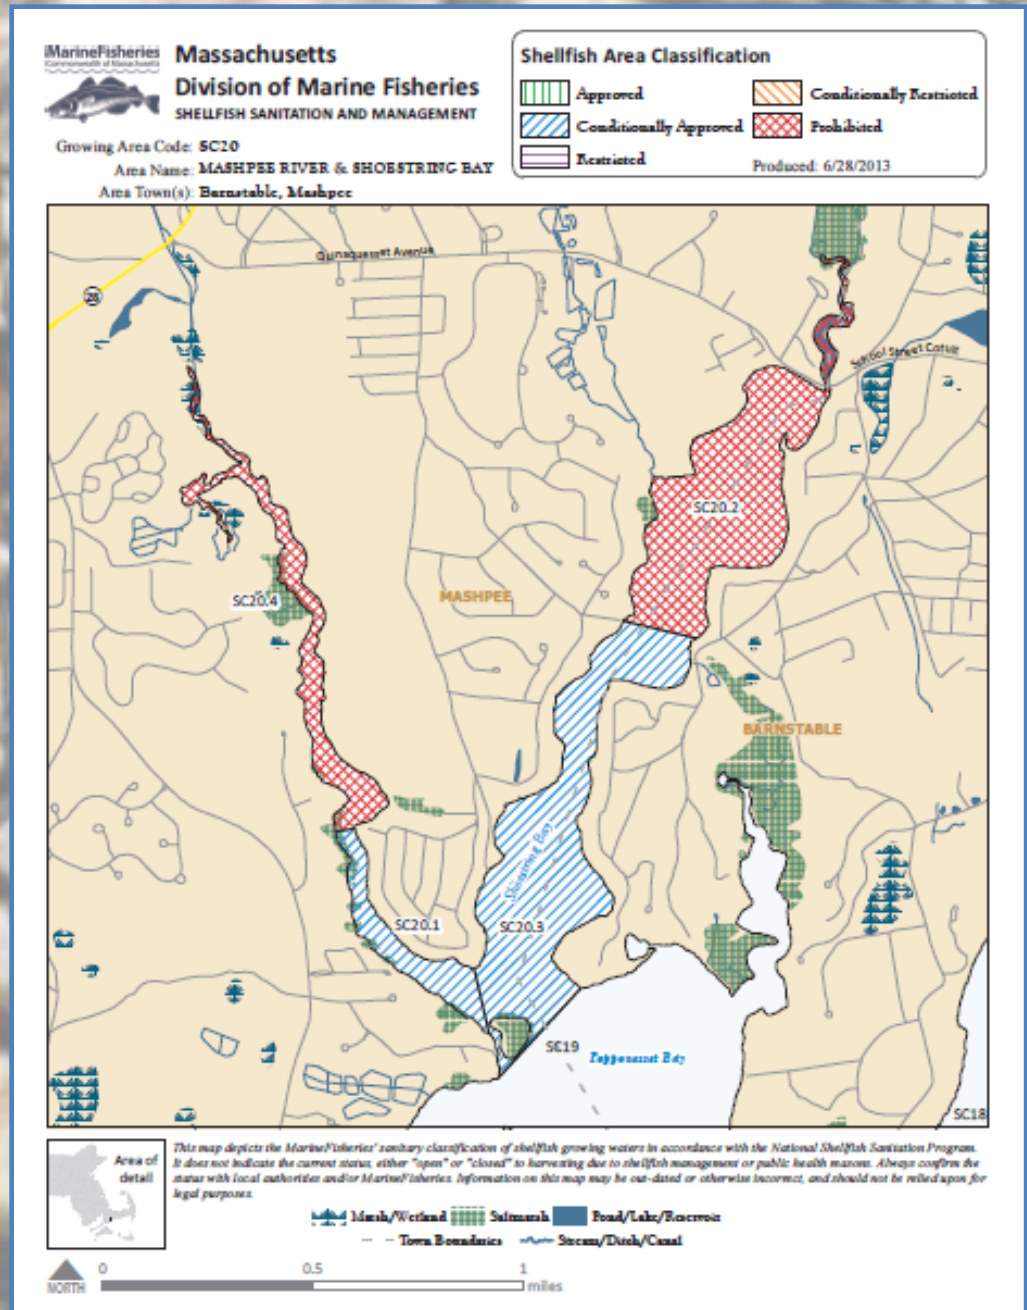 MarineFisheries
Commonwealth of Massachusetts
Massachusetts
Division of Marine Fisheries
SHELLFISH SANITATION AND MANAGEMENT
Growing Area Code: SC20
Area Name: MASHPEE RIVER & SHOESTRING BAY
Area Town(s): Barnstable, Mashpee
Shellfish Area Classification
Approved
Conditionally Approved
Restricted
Conditionally Restricted
Prohibited
Produced: 6/28/2013
Quinaquesset Avenue
28
School Street Cotuit
SC20.2
SC20.4
MASHPEE
BARNSTABLE
Shoestring Bay
SC20.1
SC20.3
SC19
Popponesset Bay
SC18
Area of
detail
This map depicts the MarineFisheries' sanitary classification of shellfish growing waters in accordance with the National Shellfish Sanitation Program.
It does not indicate the current status, either "open" or "closed" to harvesting due to shellfish management or public health reasons. Always confirm the
status with local authorities and/or MarineFisheries. Information on this map may be out-dated or otherwise incorrect, and should not be relied upon for
legal purposes.
Marsh/Wetland Saltmarsh Pond/Lake/Reservoir
Town Boundaries Stream/Ditch/Canal
NORTH
0 0.5 1
miles